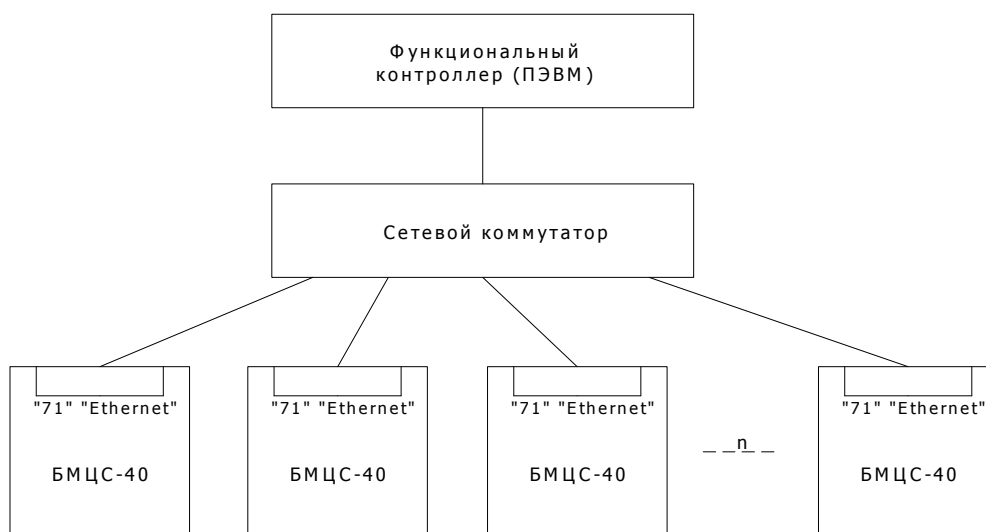 Функциональный
контроллер (ПЭВМ)
Сетевой коммутатор
"71" "Ethernet"
БМЦС-40
"71" "Ethernet"
БМЦС-40
"71" "Ethernet"
БМЦС-40
_ _n_ _
"71" "Ethernet"
БМЦС-40